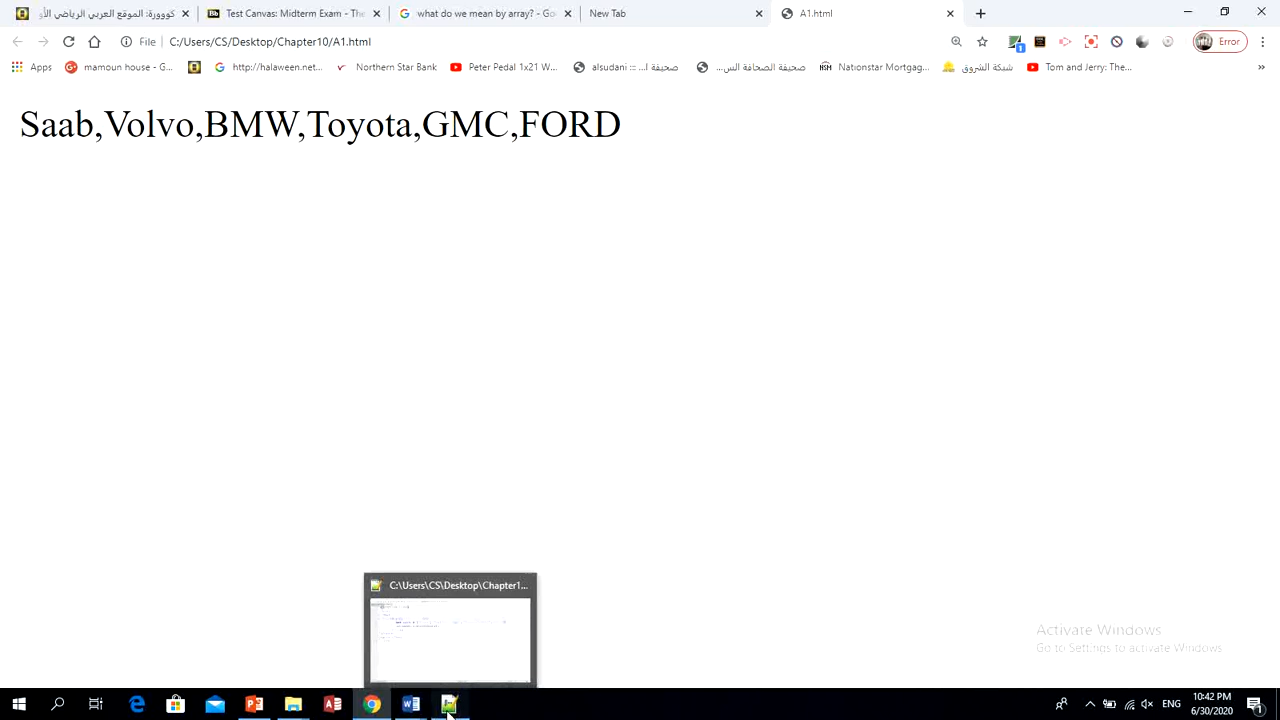 كووورة: الموقع العربي الرياضي الأ
Test Canvas: Midterm Exam - The
what do we mean by array? - Go
New Tab
A1.html
File
C:/Users/CS/Desktop/Chapter10/A1.html
Error
Apps
mamoun house - G...
http://halaween.net...
Northern Star Bank
Peter Pedal 1x21 W...
alsudani ::: صحيفة ا...
صحيفة الصحافة الس...
Nationstar Mortgag...
شبكة الشروق
Tom and Jerry: The...
»
Saab,Volvo,BMW,Toyota,GMC,FORD
C:\Users\CS\Desktop\Chapter1...
Activate Windows
Go to Settings to activate Windows
ENG
10:42 PM
6/30/2020